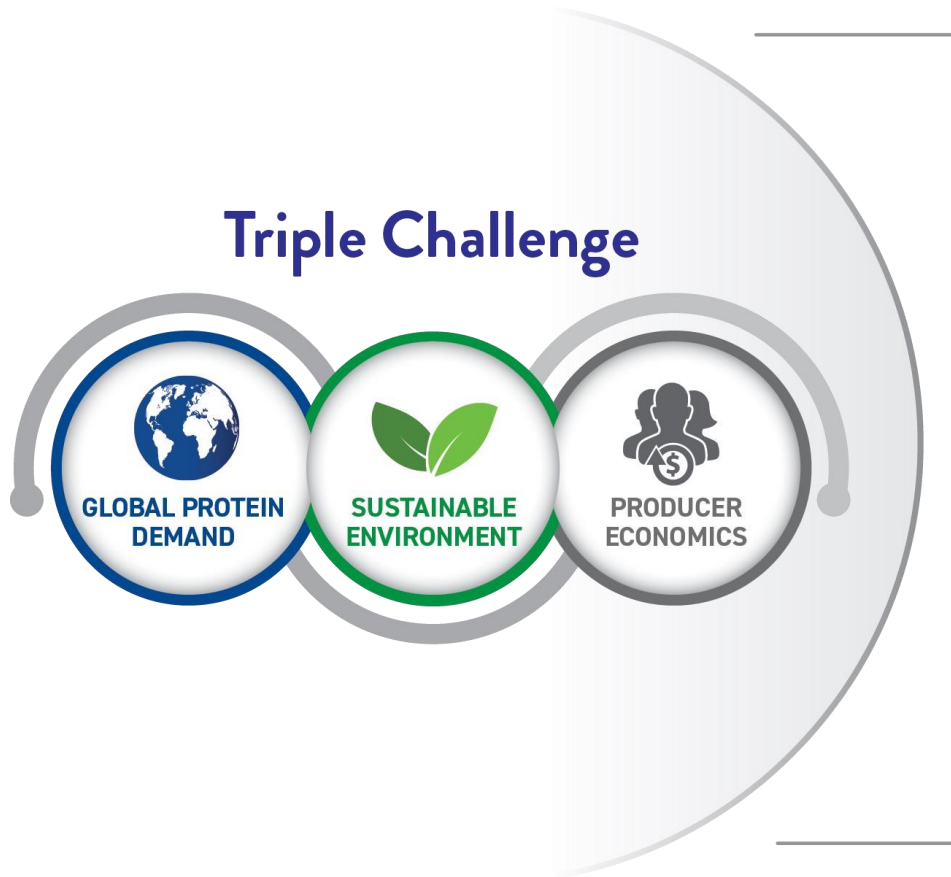 Triple Challenge
GLOBAL PROTEIN
DEMAND
SUSTAINABLE
ENVIRONMENT
$
PRODUCER
ECONOMICS